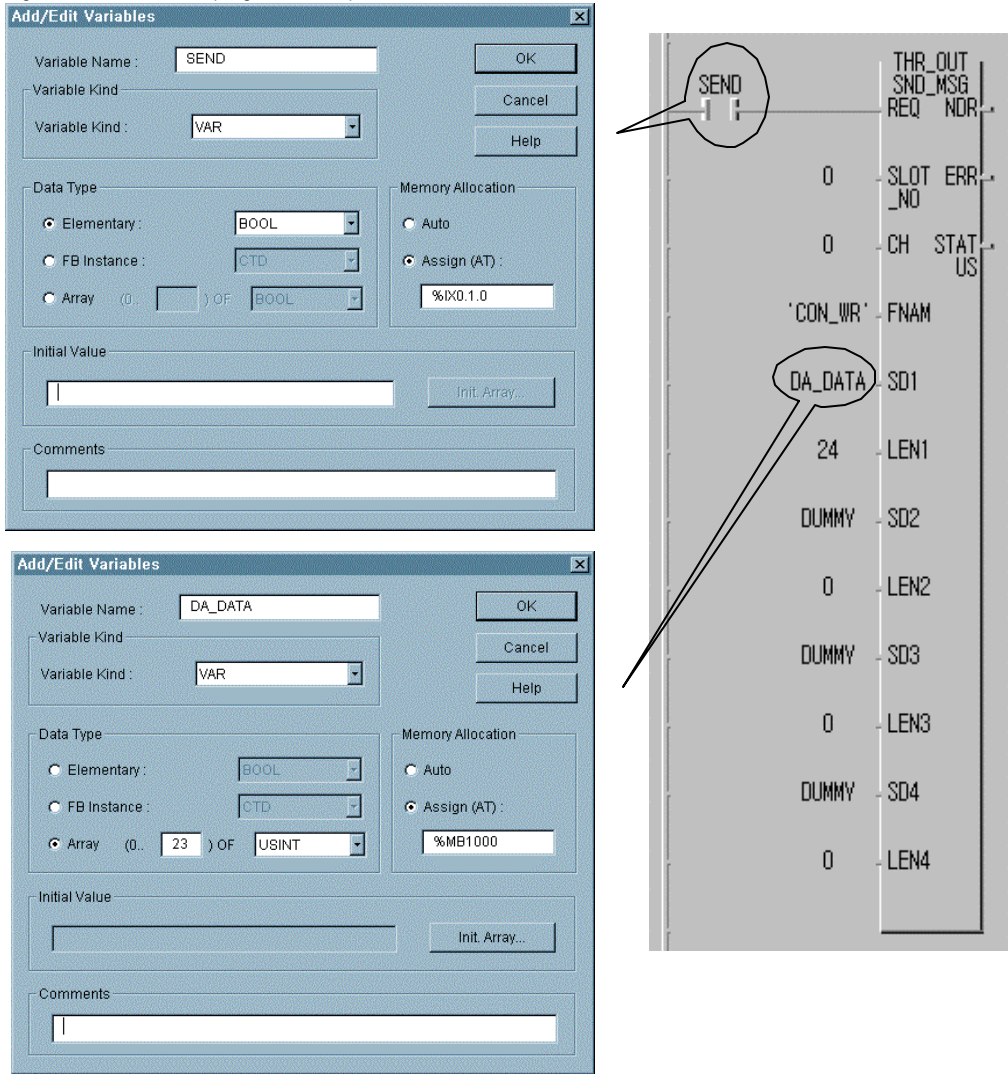 Add/Edit Variables
Variable Name : SEND
OK
Variable Kind
Cancel
Variable Kind : VAR
Help
Data Type
Memory Allocation
Elementary : BOOL
Auto
FB Instance : CTD
Assign (AT) :
Array (0.. ) OF BOOL
%IX0.1.0
Initial Value
Init. Array...
Comments
Add/Edit Variables
Variable Name : DA_DATA
OK
Variable Kind
Cancel
Variable Kind : VAR
Help
Data Type
Memory Allocation
Elementary : BOOL
Auto
FB Instance : CTD
Assign (AT) :
Array (0.. 23 ) OF USINT
%MB1000
Initial Value
Init. Array...
Comments
THR_OUT
SEND SND_MSG
REQ NDR
0 SLOT ERR
_NO
0 CH STAT
US
'CON_WR' FNAM
DA_DATA SD1
24 LEN1
DUMMY SD2
0 LEN2
DUMMY SD3
0 LEN3
DUMMY SD4
0 LEN4